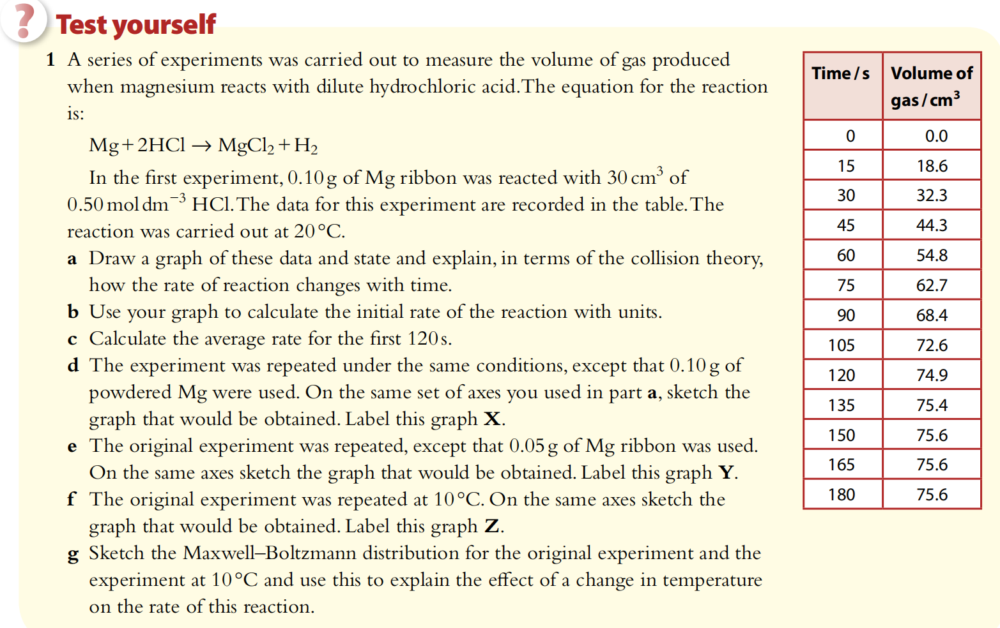 ?
Test yourself
1 A series of experiments was carried out to measure the volume of gas produced
when magnesium reacts with dilute hydrochloric acid. The equation for the reaction
is:
Mg + 2HCl → MgCl₂ + H₂
In the first experiment, 0.10 g of Mg ribbon was reacted with 30 cm³ of
0.50 mol dm⁻³ HCl. The data for this experiment are recorded in the table. The
reaction was carried out at 20 °C.
a Draw a graph of these data and state and explain, in terms of the collision theory,
how the rate of reaction changes with time.
b Use your graph to calculate the initial rate of the reaction with units.
c Calculate the average rate for the first 120 s.
d The experiment was repeated under the same conditions, except that 0.10 g of
powdered Mg were used. On the same set of axes you used in part a, sketch the
graph that would be obtained. Label this graph X.
e The original experiment was repeated, except that 0.05 g of Mg ribbon was used.
On the same axes sketch the graph that would be obtained. Label this graph Y.
f The original experiment was repeated at 10 °C. On the same axes sketch the
graph that would be obtained. Label this graph Z.
g Sketch the Maxwell–Boltzmann distribution for the original experiment and the
experiment at 10 °C and use this to explain the effect of a change in temperature
on the rate of this reaction.
Time / s Volume of
gas / cm³
0 0.0
15 18.6
30 32.3
45 44.3
60 54.8
75 62.7
90 68.4
105 72.6
120 74.9
135 75.4
150 75.6
165 75.6
180 75.6